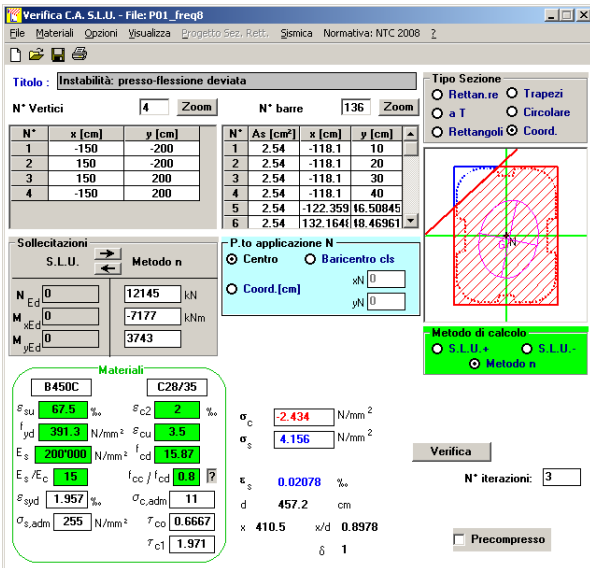 Verifica C.A. S.L.U. - File: P01_freq8
File Materiali Opzioni Visualizza Progetto Sez. Rett. Sismica Normativa: NTC 2008 ?
Titolo : Instabilità: presso-flessione deviata
N° Vertici 4 Zoom N° barre 136 Zoom
N° x [cm] y [cm]
1 -150 -200
2 150 -200
3 150 200
4 -150 200
N° As [cm²] x [cm] y [cm]
1 2.54 -118.1 10
2 2.54 -118.1 20
3 2.54 -118.1 30
4 2.54 -118.1 40
5 2.54 -122.359 46.50845
6 2.54 132.1648 48.46961
Tipo Sezione
Rettan.re Trapezi
a T Circolare
Rettangoli Coord.
G N
Sollecitazioni
S.L.U. Metodo n
N Ed 0 12145 kN
M xEd 0 -7177 kNm
M yEd 0 3743
P.to applicazione N
Centro Baricentro cls
Coord.[cm] xN 0
yN 0
Metodo di calcolo
S.L.U.+ S.L.U.-
Metodo n
Materiali
B450C C28/35
εsu 67.5 ‰ εc2 2 ‰
fyd 391.3 N/mm² εcu 3.5
Es 200'000 N/mm² fcd 15.87
Es/Ec 15 fcc / fcd 0.8 ?
εsyd 1.957 ‰ σc,adm 11
σs,adm 255 N/mm² τco 0.6667
τc1 1.971
σc -2.434 N/mm²
σs 4.156 N/mm²
εs 0.02078 ‰
d 457.2 cm
x 410.5 x/d 0.8978
δ 1
Verifica
N° iterazioni: 3
Precompresso